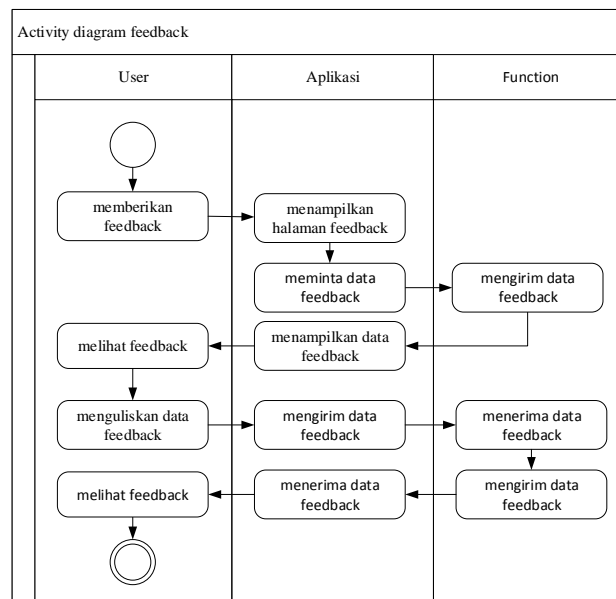 Activity diagram feedback
User
Aplikasi
Function
memberikan
feedback
menampilkan
halaman feedback
meminta data
feedback
mengirim data
feedback
menampilkan data
feedback
melihat feedback
menguliskan data
feedback
mengirim data
feedback
menerima data
feedback
mengirim data
feedback
menerima data
feedback
melihat feedback